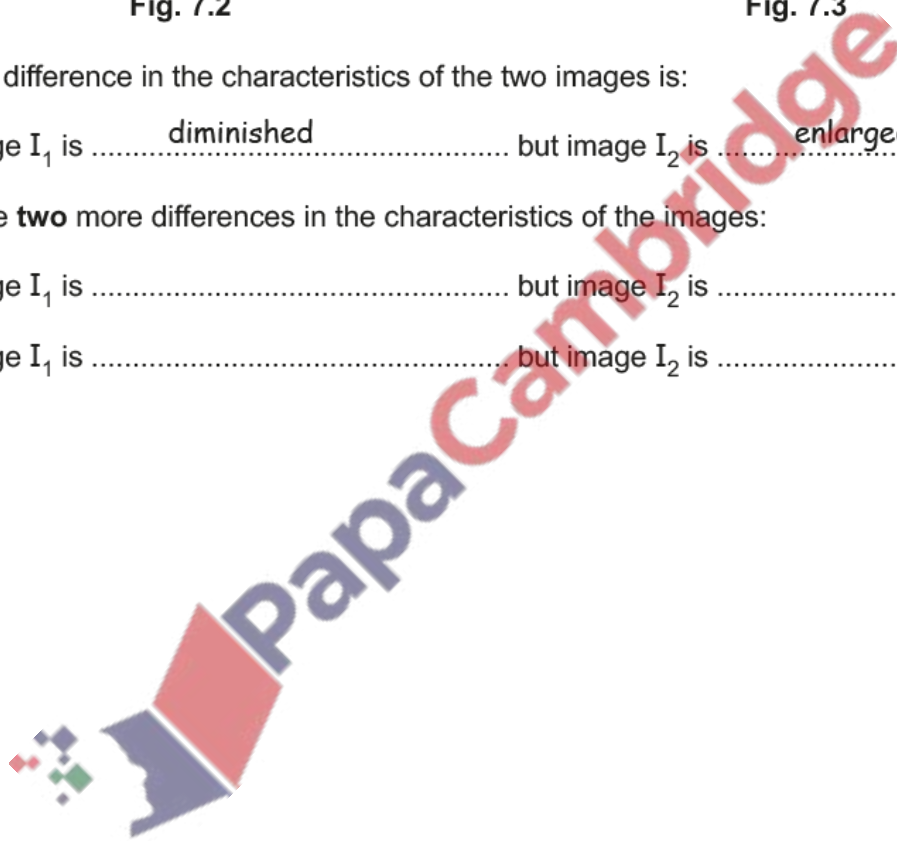 Fig. 7.2 Fig. 7.3
difference in the characteristics of the two images is:
ge I1 is ....diminished.... but image I2 is ....enlarge
e two more differences in the characteristics of the images:
ge I1 is .................................................. but image I2 is ......................
ge I1 is .................................................. but image I2 is ......................
PapaCambridge